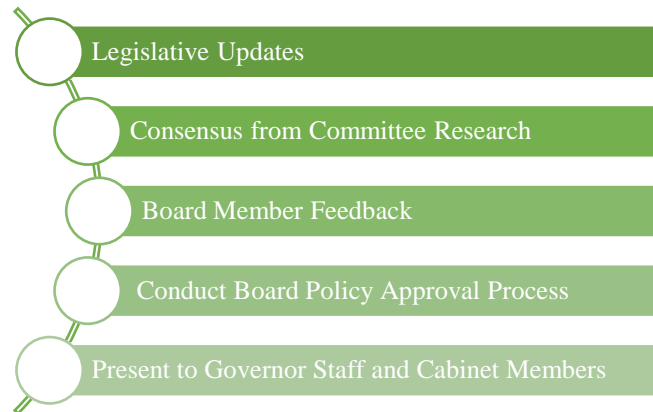 Legislative Updates
Consensus from Committee Research
Board Member Feedback
Conduct Board Policy Approval Process
Present to Governor Staff and Cabinet Members